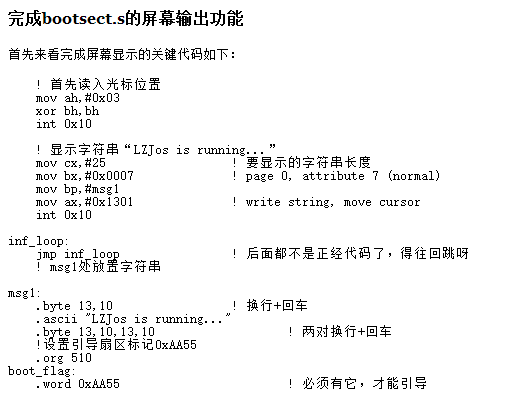 完成bootsect.s的屏幕输出功能
首先来看完成屏幕显示的关键代码如下：
! 首先读入光标位置
mov ah,#0x03
xor bh,bh
int 0x10
! 显示字符串“LZJos is running...”
mov cx,#25 ! 要显示的字符串长度
mov bx,#0x0007 ! page 0, attribute 7 (normal)
mov bp,#msg1
mov ax,#0x1301 ! write string, move cursor
int 0x10
inf_loop:
jmp inf_loop ! 后面都不是正经代码了，得往回跳呀
! msg1处放置字符串
msg1:
.byte 13,10 ! 换行+回车
.ascii "LZJos is running..."
.byte 13,10,13,10 ! 两对换行+回车
!设置引导扇区标记0xAA55
.org 510
boot_flag:
.word 0xAA55 ! 必须有它，才能引导